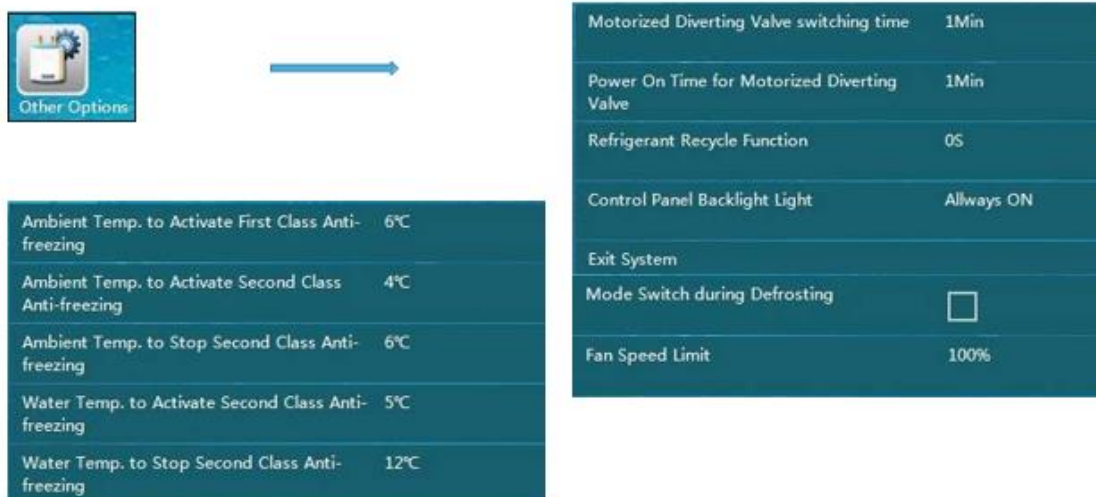 Other Options
Motorized Diverting Valve switching time 1Min
Power On Time for Motorized Diverting 1Min
Valve
Refrigerant Recycle Function 0S
Control Panel Backlight Light Allways ON
Exit System
Mode Switch during Defrosting
Fan Speed Limit 100%
Ambient Temp. to Activate First Class Anti- 6℃
freezing
Ambient Temp. to Activate Second Class 4℃
Anti-freezing
Ambient Temp. to Stop Second Class Anti- 6℃
freezing
Water Temp. to Activate Second Class Anti- 5℃
freezing
Water Temp. to Stop Second Class Anti- 12℃
freezing